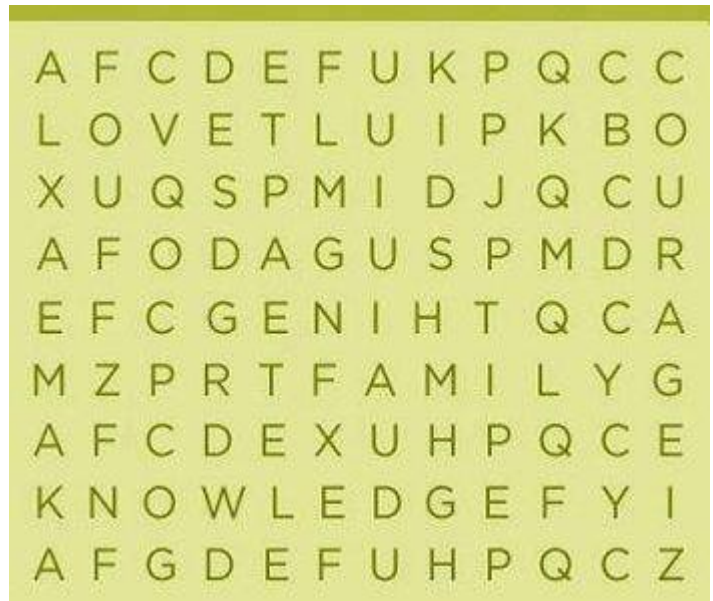 A F C D E F U K P Q C C
L O V E T L U I P K B O
X U Q S P M I D J Q C U
A F O D A G U S P M D R
E F C G E N I H T Q C A
M Z P R T F A M I L Y G
A F C D E X U H P Q C E
K N O W L E D G E F Y I
A F G D E F U H P Q C Z